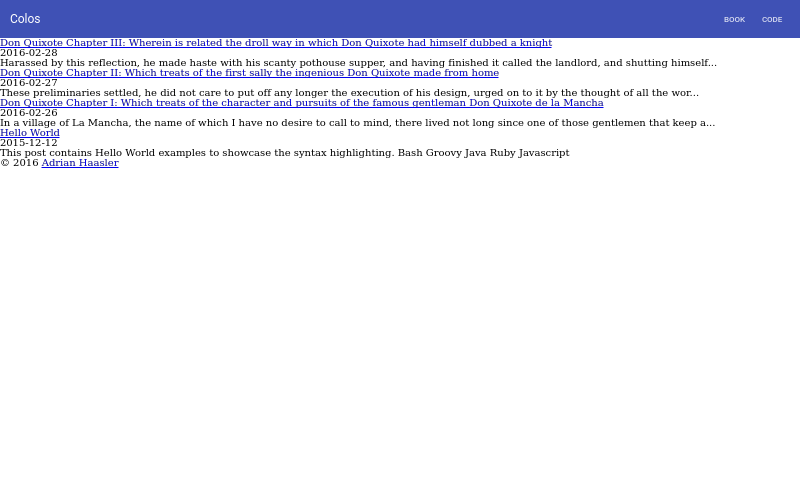 Colos
BOOK CODE
Don Quixote Chapter III: Wherein is related the droll way in which Don Quixote had himself dubbed a knight
2016-02-28
Harassed by this reflection, he made haste with his scanty pothouse supper, and having finished it called the landlord, and shutting himself...
Don Quixote Chapter II: Which treats of the first sally the ingenious Don Quixote made from home
2016-02-27
These preliminaries settled, he did not care to put off any longer the execution of his design, urged on to it by the thought of all the wor...
Don Quixote Chapter I: Which treats of the character and pursuits of the famous gentleman Don Quixote de la Mancha
2016-02-26
In a village of La Mancha, the name of which I have no desire to call to mind, there lived not long since one of those gentlemen that keep a...
Hello World
2015-12-12
This post contains Hello World examples to showcase the syntax highlighting. Bash Groovy Java Ruby Javascript
© 2016 Adrian Haasler